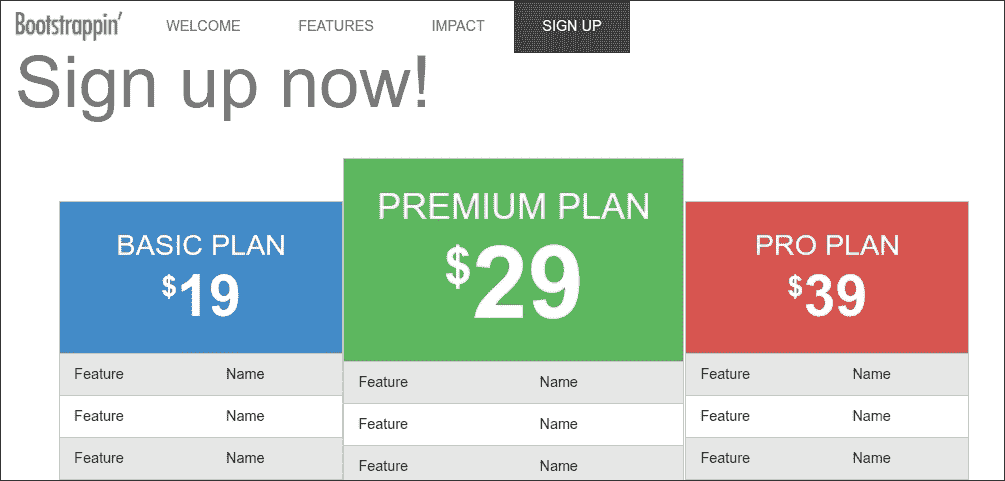 Bootstrappin’ WELCOME FEATURES IMPACT SIGN UP
Sign up now!
BASIC PLAN
$19
Feature Name
Feature Name
Feature Name
PREMIUM PLAN
$29
Feature Name
Feature Name
Feature Name
PRO PLAN
$39
Feature Name
Feature Name
Feature Name